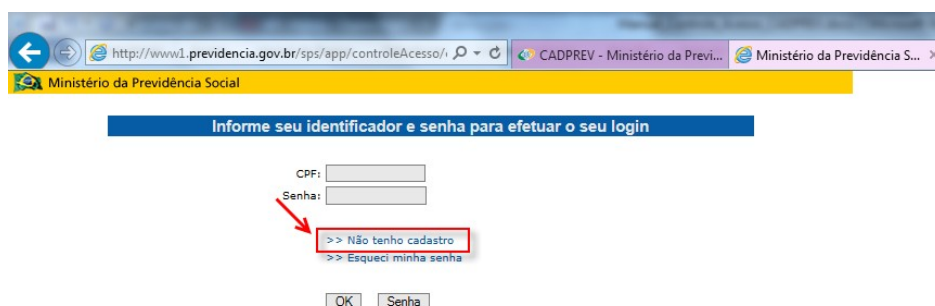 http://www1.previdencia.gov.br/sps/app/controleAcesso/ CADPREV - Ministério da Previ... Ministério da Previdência S...
Ministério da Previdência Social
Informe seu identificador e senha para efetuar o seu login
CPF:
Senha:
>> Não tenho cadastro
>> Esqueci minha senha
OK Senha